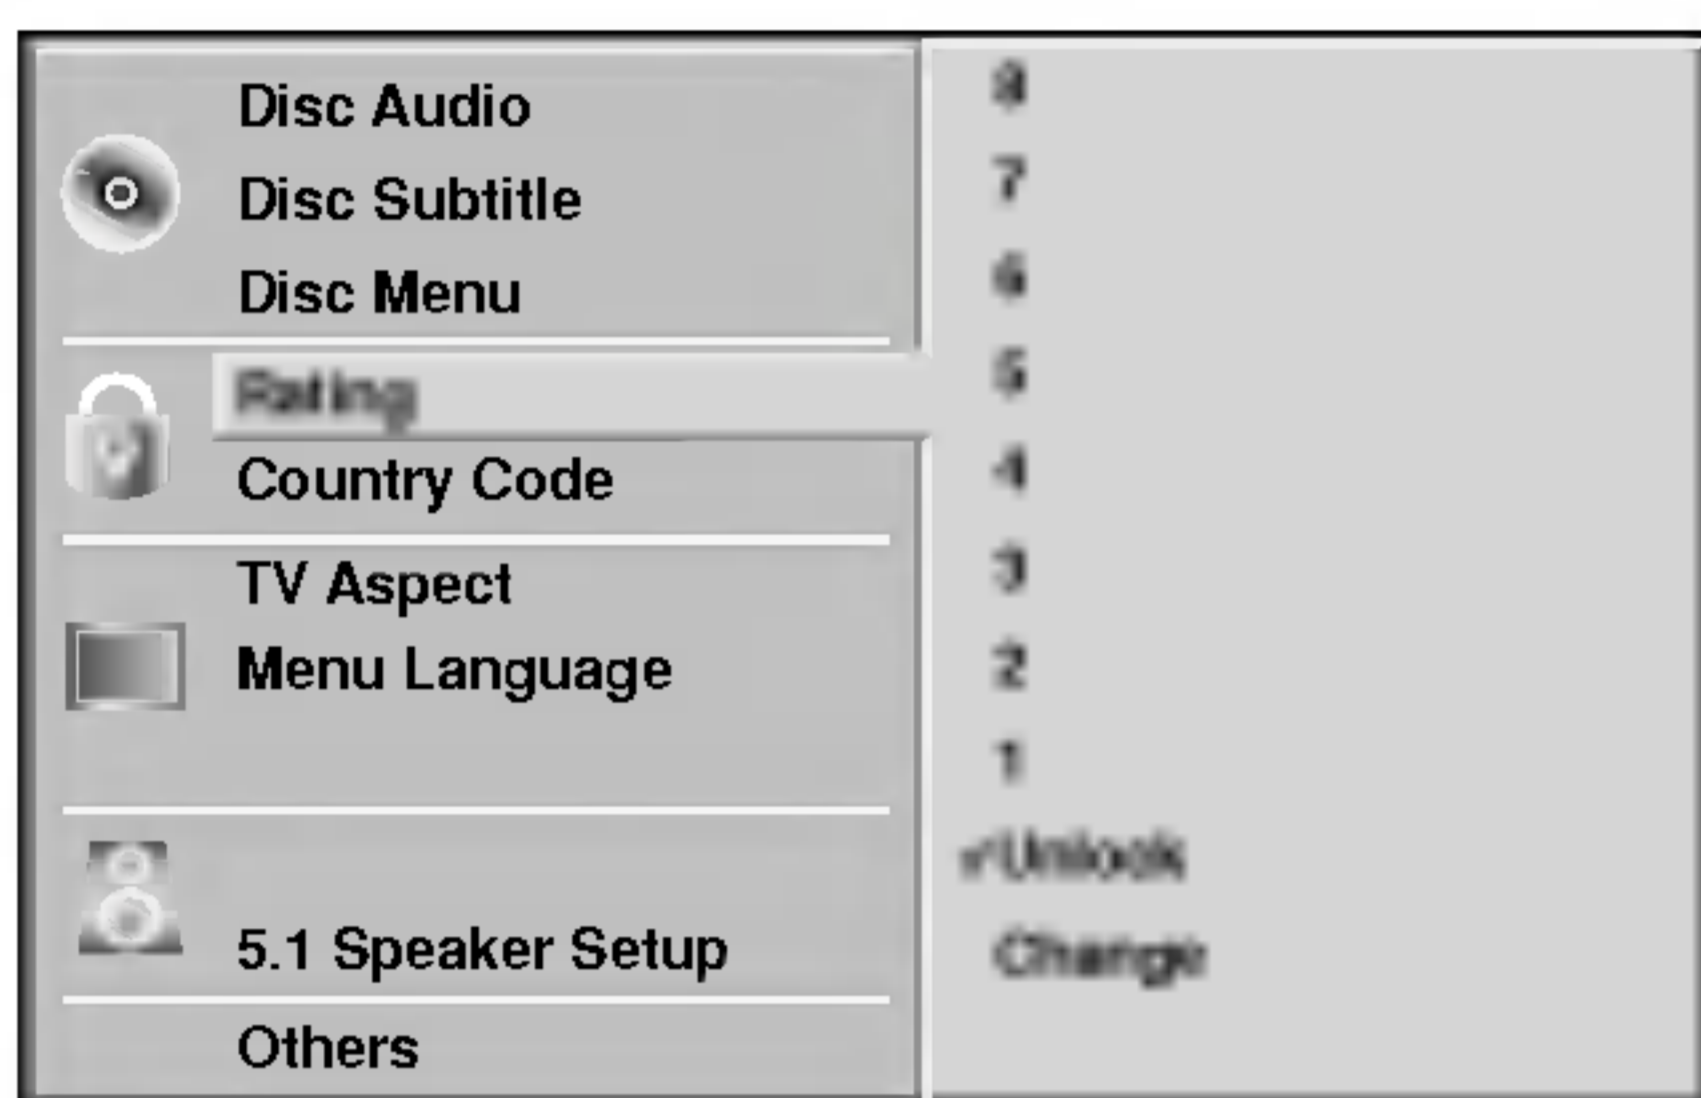 Disc Audio
Disc Subtitle
Disc Menu
Rating
Country Code
TV Aspect
Menu Language
5.1 Speaker Setup
Others
8
7
6
5
4
3
2
1
✓Unlock
Change